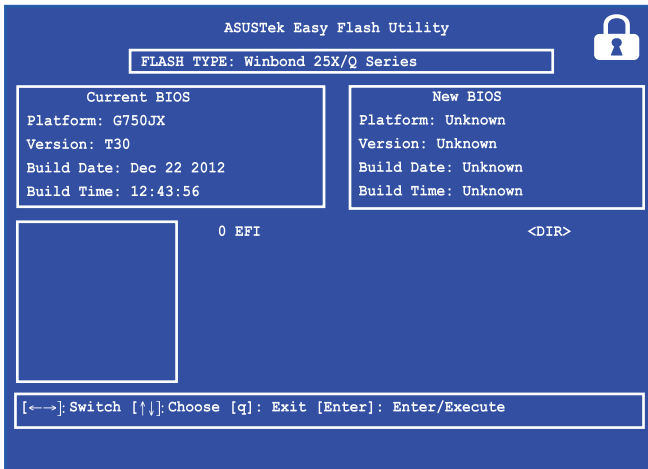 ASUSTek Easy Flash Utility
FLASH TYPE: Winbond 25X/Q Series
Current BIOS
Platform: G750JX
Version: T30
Build Date: Dec 22 2012
Build Time: 12:43:56
New BIOS
Platform: Unknown
Version: Unknown
Build Date: Unknown
Build Time: Unknown
0 EFI <DIR>
[←→]: Switch [↑↓]: Choose [q]: Exit [Enter]: Enter/Execute